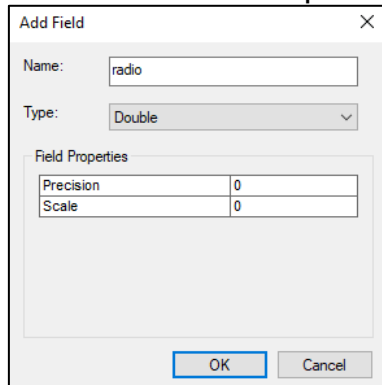 Add Field
Name: radio
Type: Double
Field Properties
Precision 0
Scale 0
OK Cancel